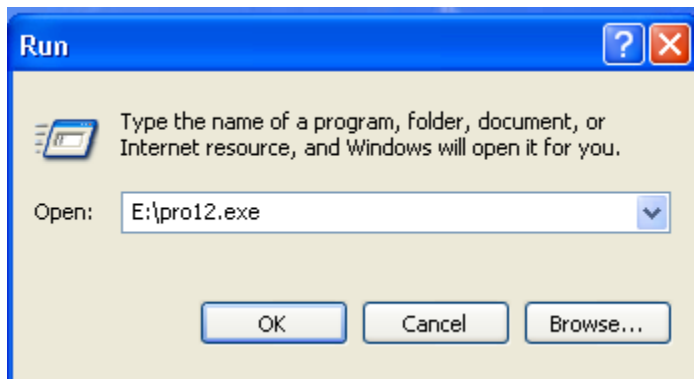 Run
Type the name of a program, folder, document, or
Internet resource, and Windows will open it for you.
Open: E:\pro12.exe
OK Cancel Browse...